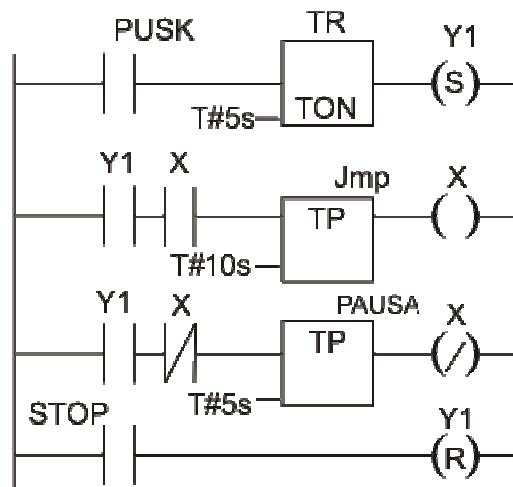 PUSK TR Y1
(S)
T#5s TON
Y1 X Jmp X
TP ( )
T#10s
Y1 X PAUSA X
TP (/)
T#5s
STOP Y1
(R)